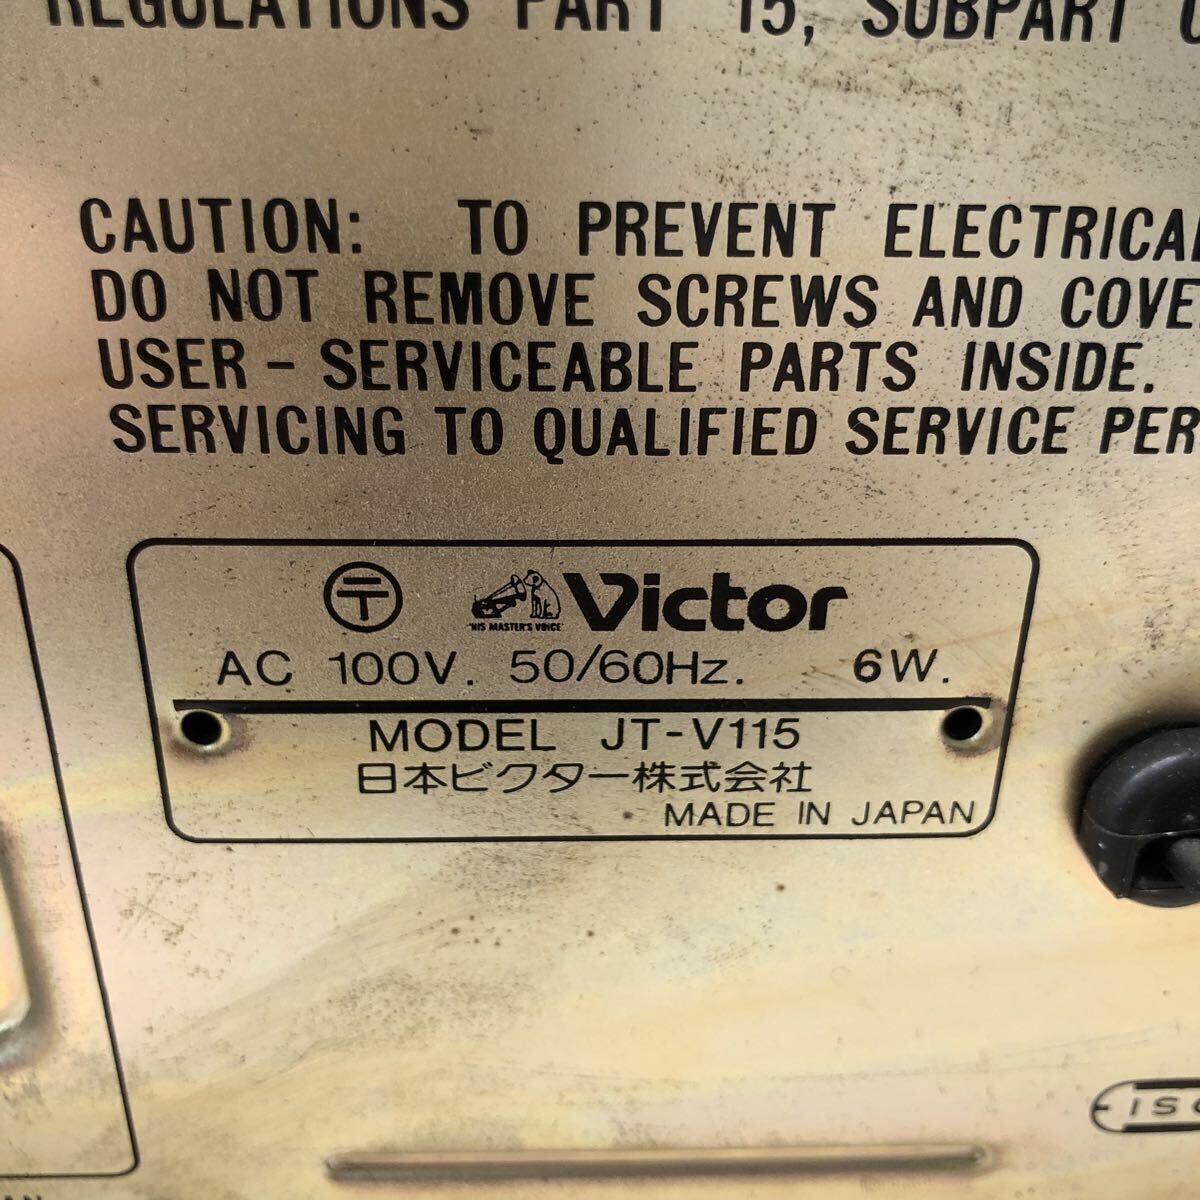 REGULATIONS PART 15, SUBPART
CAUTION: TO PREVENT ELECTRICAL
DO NOT REMOVE SCREWS AND COVE
USER-SERVICEABLE PARTS INSIDE.
SERVICING TO QUALIFIED SERVICE PER
〒 "HIS MASTER'S VOICE" Victor
AC 100V. 50/60Hz. 6W.
MODEL JT-V115
日本ビクター株式会社
MADE IN JAPAN